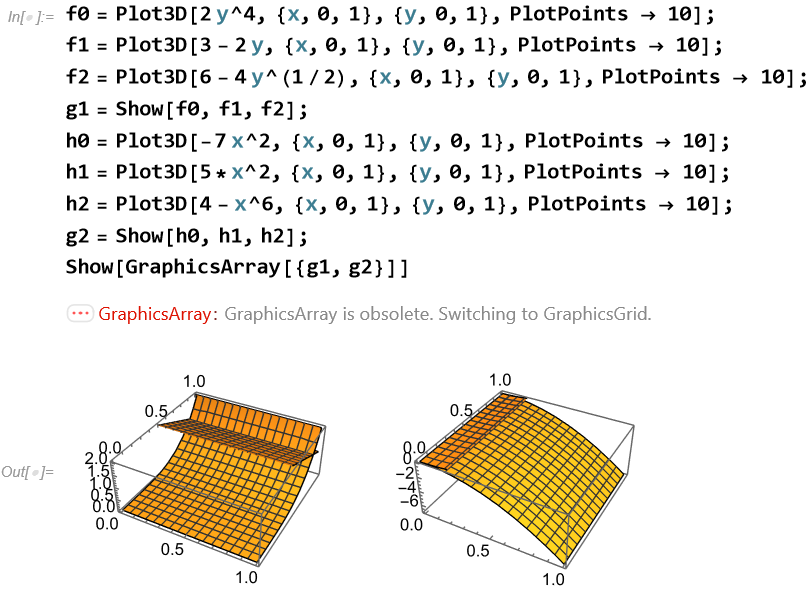 In[●]:= f0 = Plot3D[2 y^4, {x, 0, 1}, {y, 0, 1}, PlotPoints → 10];
f1 = Plot3D[3 - 2 y, {x, 0, 1}, {y, 0, 1}, PlotPoints → 10];
f2 = Plot3D[6 - 4 y^(1 / 2), {x, 0, 1}, {y, 0, 1}, PlotPoints → 10];
g1 = Show[f0, f1, f2];
h0 = Plot3D[-7 x^2, {x, 0, 1}, {y, 0, 1}, PlotPoints → 10];
h1 = Plot3D[5*x^2, {x, 0, 1}, {y, 0, 1}, PlotPoints → 10];
h2 = Plot3D[4 - x^6, {x, 0, 1}, {y, 0, 1}, PlotPoints → 10];
g2 = Show[h0, h1, h2];
Show[GraphicsArray[{g1, g2}]]
GraphicsArray: GraphicsArray is obsolete. Switching to GraphicsGrid.
Out[●]=
1.0
0.5
0.0
2.0
1.5
1.0
0.5
0.0
0.0
0.5
1.0
1.0
0.5
0.0
0
-2
-4
-6
0.0
0.5
1.0